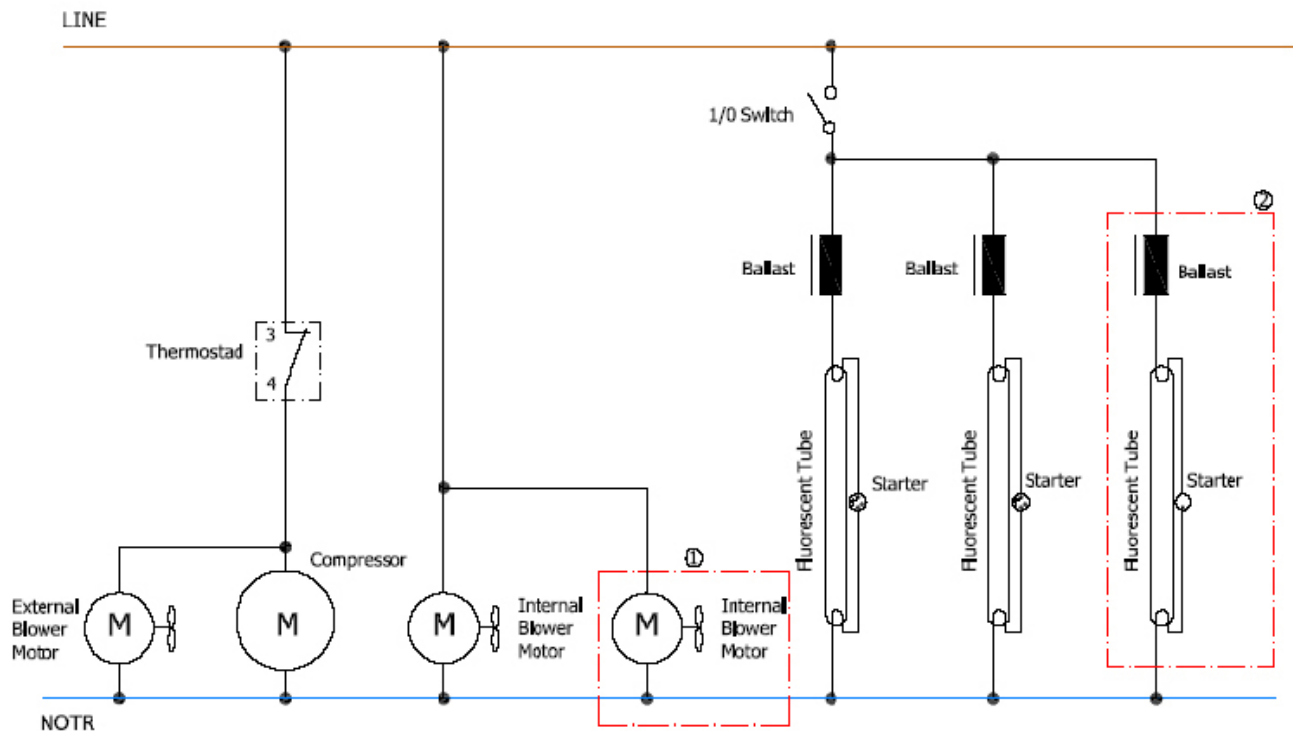 LINE
1/0 Switch
②
Ballast
Ballast
Ballast
3
Thermostad
4
Fluorescent Tube
Starter
Fluorescent Tube
Starter
Fluorescent Tube
Starter
Compressor
①
External
Blower
Motor
M
M
M
Internal
Blower
Motor
M
Internal
Blower
Motor
NOTR